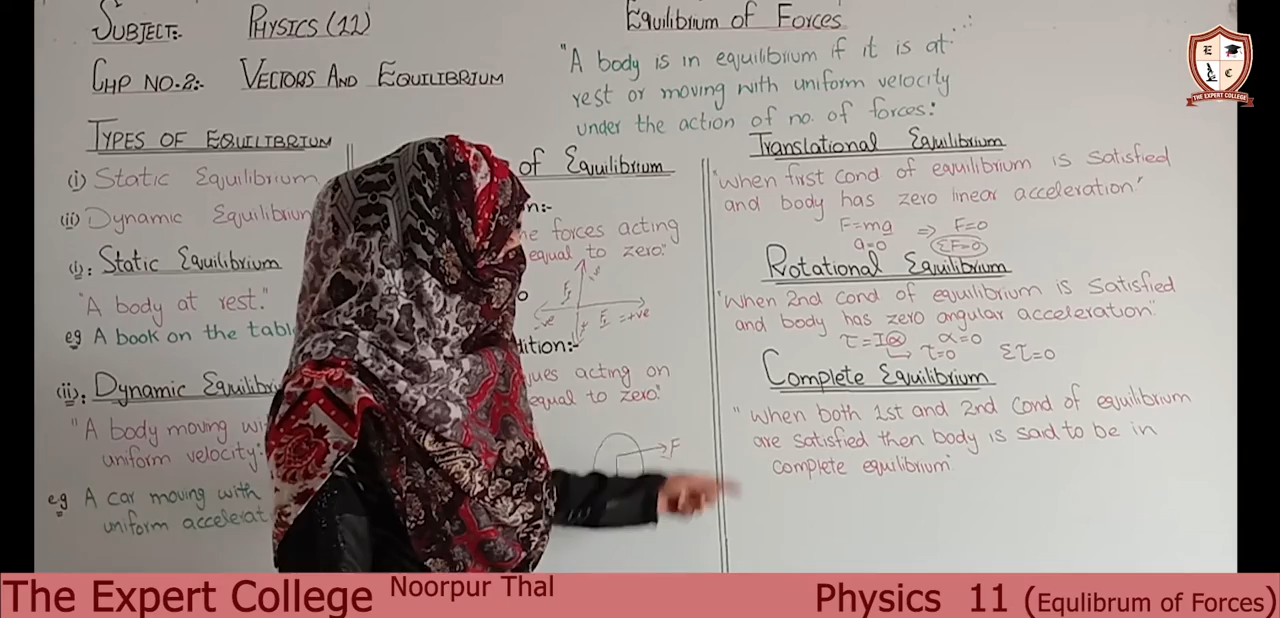 SUBJECT:- PHYSICS (11)
CHP NO.2:- VECTORS AND EQUILIBRIUM
Equilibrium of Forces
"A body is in equilibrium if it is at
rest or moving with uniform velocity
under the action of no. of forces:
TYPES OF EQUILIBRIUM
(i) Static Equilibrium
(ii) Dynamic Equilibrium
(i): Static Equilibrium
"A body at rest."
eg A book on the tabl
(ii): Dynamic Equilibri
"A body moving wi
uniform velocity:
eg A car moving with
uniform accelerat
of Equilibrium
n:-
e forces acting
equal to zero."
-ve
F = +ve
dition:-
ques acting on
equal to zero."
F
Translational Equilibrium
"When first cond of equilibrium is satisfied
and body has zero linear acceleration."
F=ma ⇒ F=0
a=0 ΣF=0
Rotational Equilibrium
"When 2nd cond of equilibrium is satisfied
and body has zero angular acceleration."
τ=Iα α=0
τ=0 Στ=0
Complete Equilibrium
"When both 1st and 2nd cond of equilibrium
are satisfied then body is said to be in
complete equilibrium."
E
C
THE EXPERT COLLEGE
The Expert College Noorpur Thal
Physics 11 (Equlibrum of Forces)